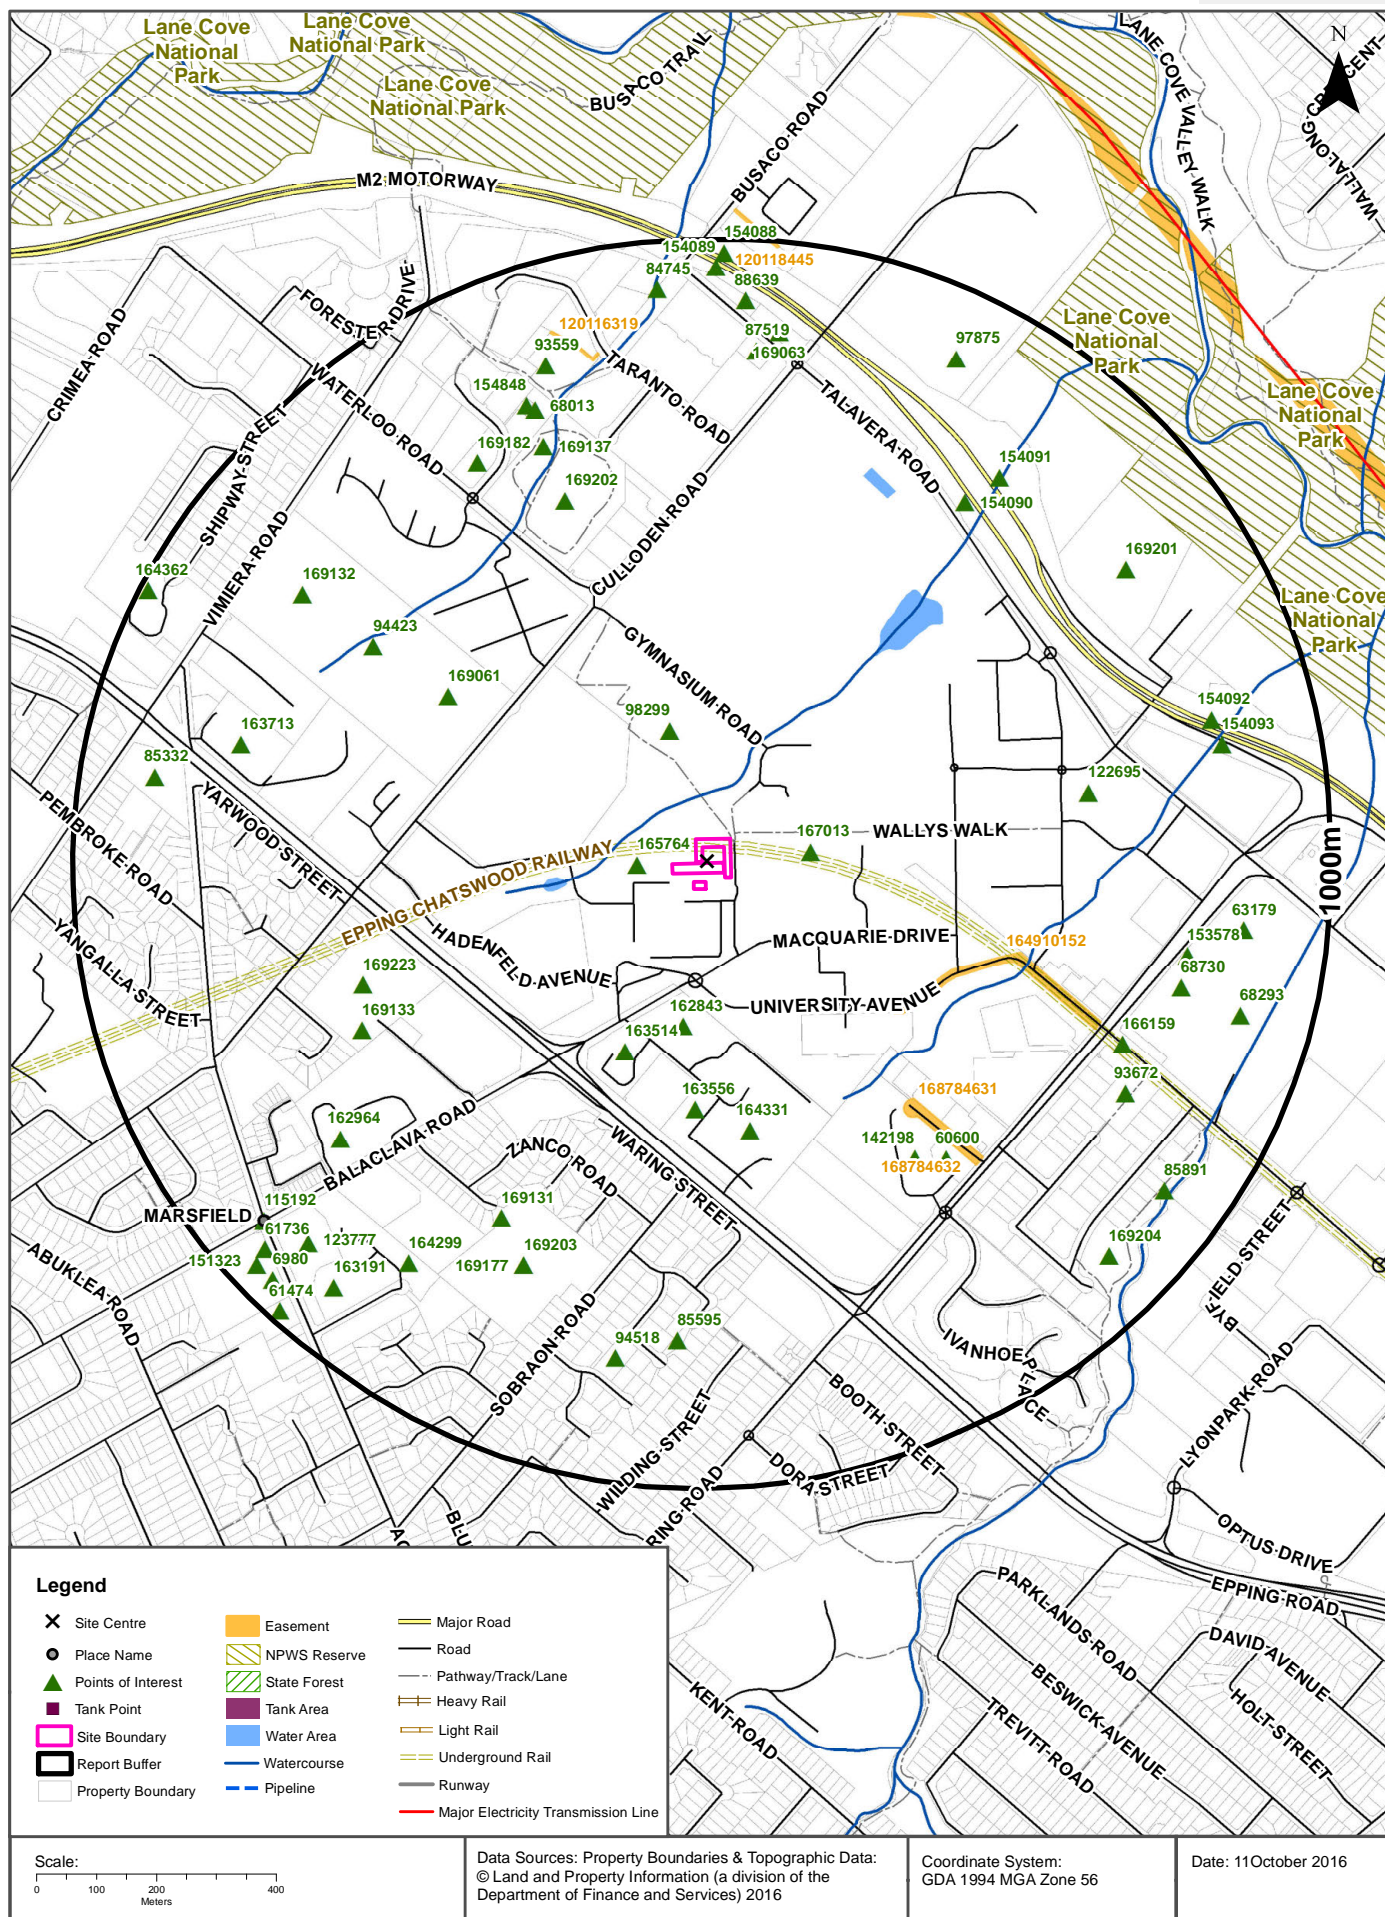 Lane Cove
National
Park
Lane Cove
National Park
Lane Cove
National Park
BUSACO TRAIL
BUSACO ROAD
LANE COVE VALLEY WALK
N
WALLALONG CRESCENT
M2 MOTORWAY
154088
154089
120118445
84745
88639
FORESTER DRIVE
120116319
87519
169063
93559
97875
Lane Cove
National
Park
CRIMEA ROAD
WATERLOO ROAD
TARANTO ROAD
154848
68013
TALAVERA ROAD
Lane Cove
National
Park
SHIPWAY STREET
169182
169137
154091
169202
154090
VIMIERA ROAD
CULLODEN ROAD
169201
164362
169132
Lane Cove
National
Park
94423
GYMNASIUM ROAD
169061
98299
154092
154093
163713
85332
122695
PEMBROKE ROAD
YARWOOD STREET
167013
WALLYS WALK
165764
EPPING CHATSWOOD RAILWAY
1000m
63179
YANGALLA STREET
HADENFELD AVENUE
MACQUARIE DRIVE
164910152
153578
68730
169223
UNIVERSITY AVENUE
162843
68293
169133
163514
166159
93672
163556
168784631
164331
162964
BALACLAVA ROAD
ZANCO ROAD
WARING STREET
142198
60600
168784632
85891
115192
MARSFIELD
169131
61736
123777
164299
169203
169204
151323
6980
169177
163191
61474
ABUKLEA ROAD
BYFIELD STREET
SOBRAON ROAD
94518
85595
IVANHOE PLACE
BOOTH STREET
LYONPARK ROAD
WILDING STREET
DORA STREET
RING ROAD
BLU
OPTUS DRIVE
EPPING ROAD
PARKLANDS ROAD
DAVID AVENUE
BESWICK AVENUE
HOLT STREET
TREVITT ROAD
KENT ROAD
Legend
Site Centre
Place Name
Points of Interest
Tank Point
Site Boundary
Report Buffer
Property Boundary
Easement
NPWS Reserve
State Forest
Tank Area
Water Area
Watercourse
Pipeline
Major Road
Road
Pathway/Track/Lane
Heavy Rail
Light Rail
Underground Rail
Runway
Major Electricity Transmission Line
Scale:
0 100 200 400
Meters
Data Sources: Property Boundaries & Topographic Data:
© Land and Property Information (a division of the
Department of Finance and Services) 2016
Coordinate System:
GDA 1994 MGA Zone 56
Date: 11October 2016